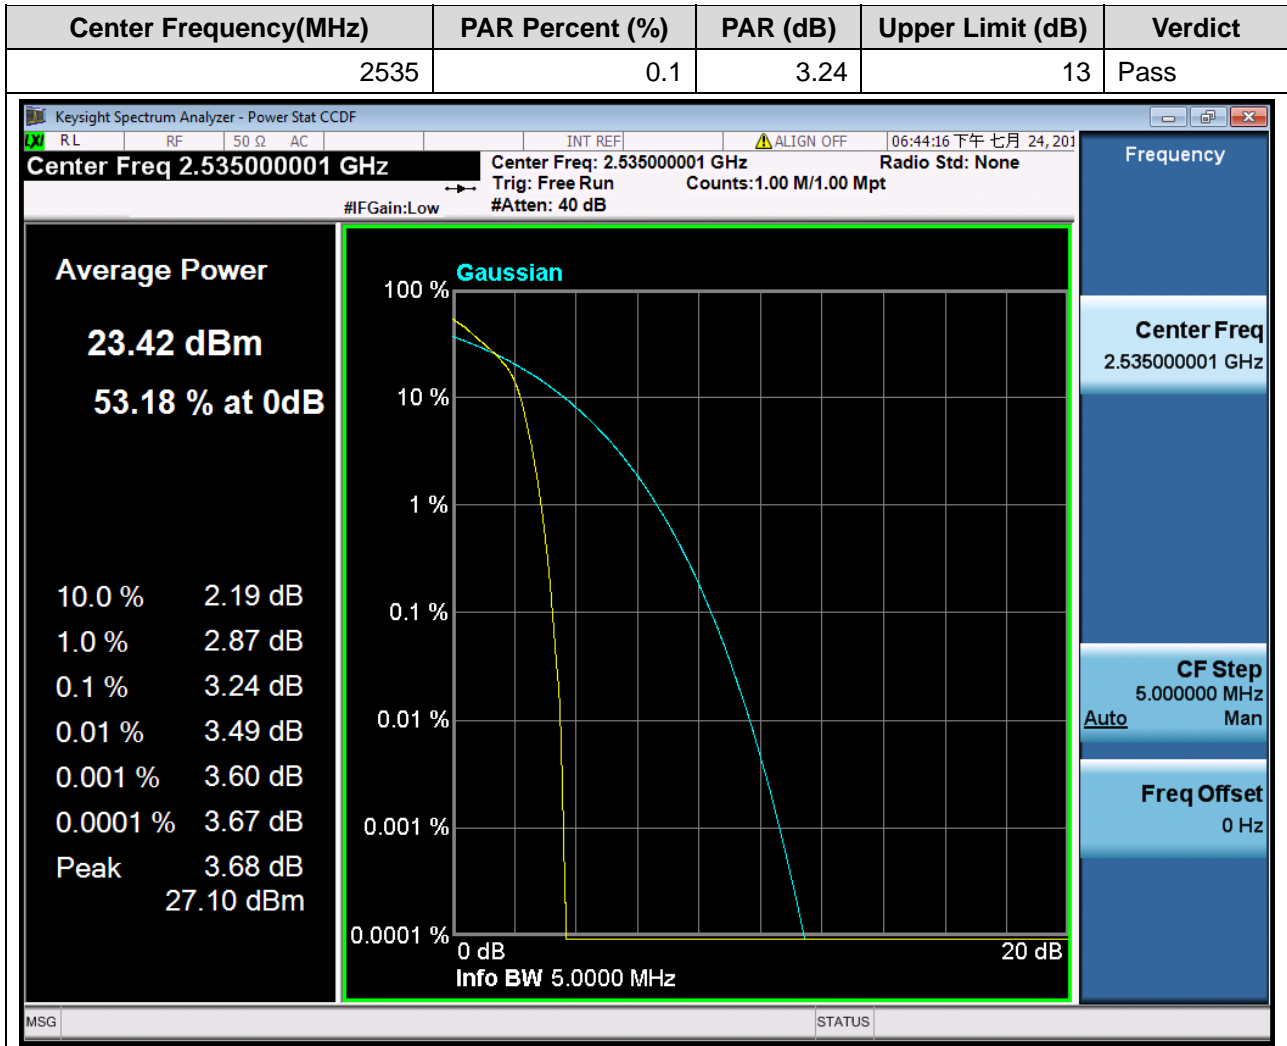 Center Frequency(MHz) PAR Percent (%) PAR (dB) Upper Limit (dB) Verdict
2535 0.1 3.24 13 Pass
Keysight Spectrum Analyzer - Power Stat CCDF
LXI RL RF 50 Ω AC INT REF ALIGN OFF 06:44:16 下午 七月 24, 201
Center Freq 2.535000001 GHz
Center Freq: 2.535000001 GHz Radio Std: None
Trig: Free Run Counts:1.00 M/1.00 Mpt
#IFGain:Low #Atten: 40 dB
Frequency
Average Power
23.42 dBm
53.18 % at 0dB
10.0 % 2.19 dB
1.0 % 2.87 dB
0.1 % 3.24 dB
0.01 % 3.49 dB
0.001 % 3.60 dB
0.0001 % 3.67 dB
Peak 3.68 dB
27.10 dBm
Gaussian
100 %
10 %
1 %
0.1 %
0.01 %
0.001 %
0.0001 %
0 dB 20 dB
Info BW 5.0000 MHz
Center Freq
2.535000001 GHz
CF Step
5.000000 MHz
Auto Man
Freq Offset
0 Hz
MSG STATUS